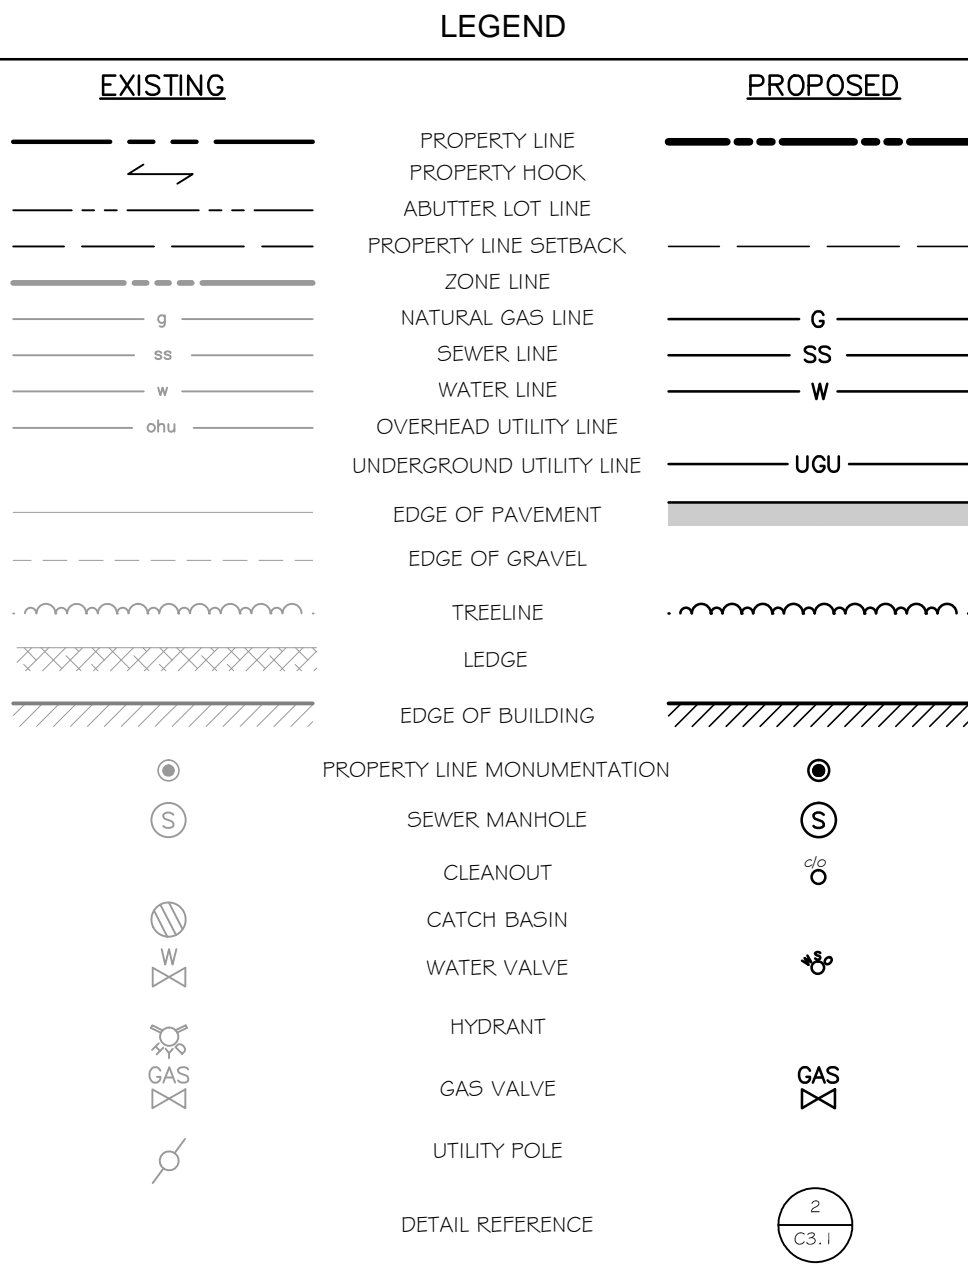 LEGEND
EXISTING PROPOSED
PROPERTY LINE
PROPERTY HOOK
ABUTTER LOT LINE
PROPERTY LINE SETBACK
ZONE LINE
g NATURAL GAS LINE G
ss SEWER LINE SS
w WATER LINE W
ohu OVERHEAD UTILITY LINE
UNDERGROUND UTILITY LINE UGU
EDGE OF PAVEMENT
EDGE OF GRAVEL
TREELINE
LEDGE
EDGE OF BUILDING
PROPERTY LINE MONUMENTATION
S SEWER MANHOLE S
c/o
CLEANOUT
CATCH BASIN
W
WATER VALVE WSO
HYDRANT
HYD
GAS GAS
GAS VALVE
UTILITY POLE
2
DETAIL REFERENCE
C3.1